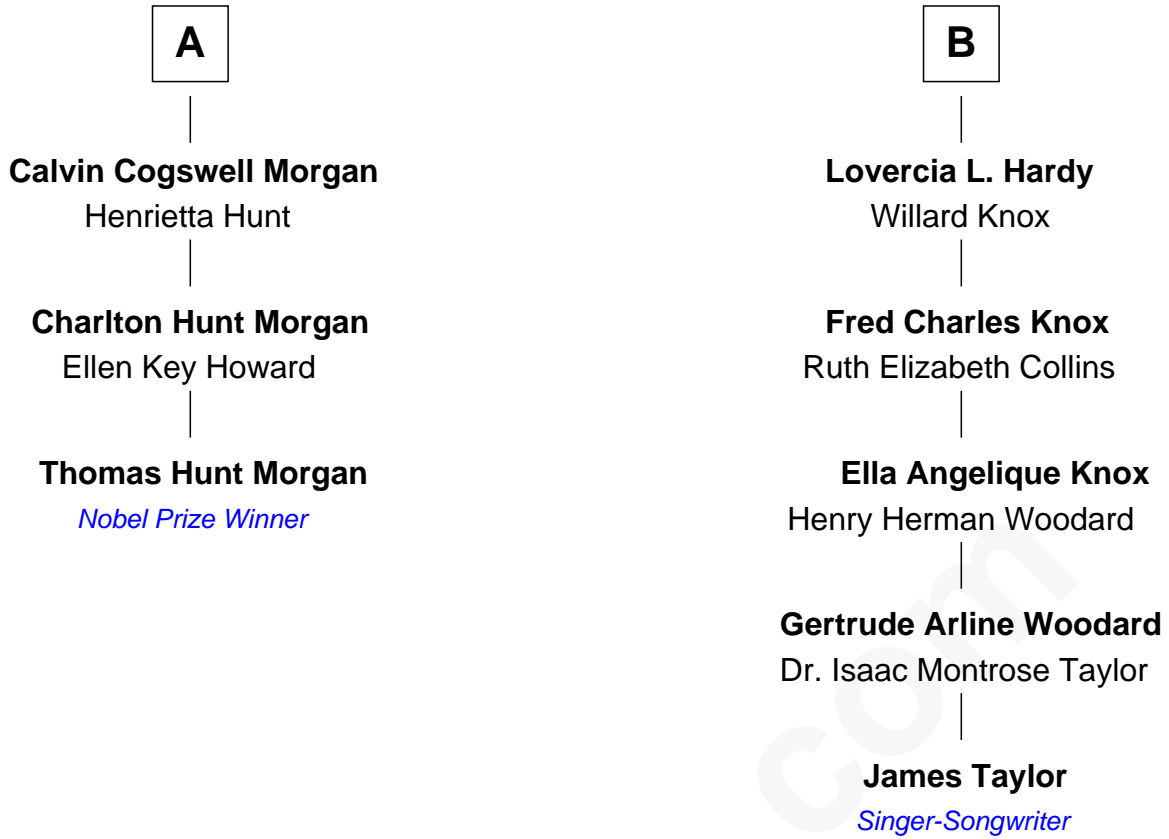 A
Calvin Cogswell Morgan
Henrietta Hunt
Charlton Hunt Morgan
Ellen Key Howard
Thomas Hunt Morgan
Nobel Prize Winner
B
Lovercia L. Hardy
Willard Knox
Fred Charles Knox
Ruth Elizabeth Collins
Ella Angelique Knox
Henry Herman Woodard
Gertrude Arline Woodard
Dr. Isaac Montrose Taylor
James Taylor
Singer-Songwriter
com